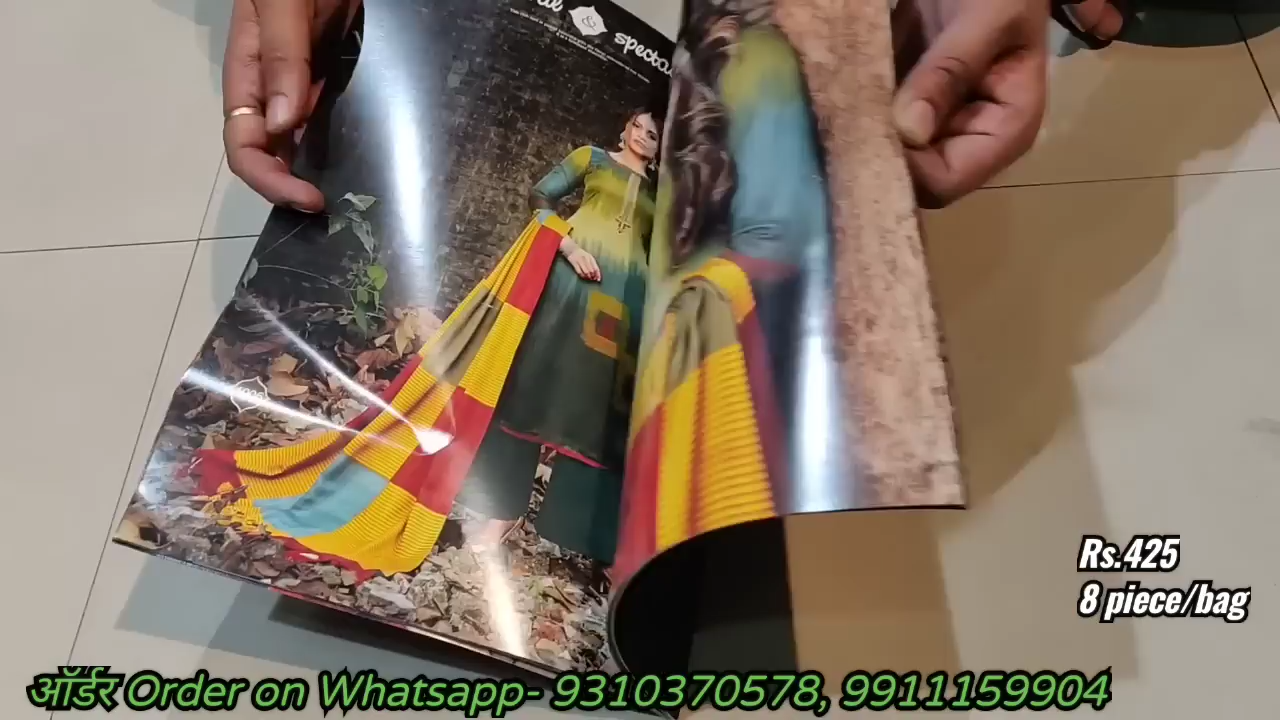 &
Rs.425
8 piece/bag
ऑर्डर Order on Whatsapp- 9310370578, 9911159904